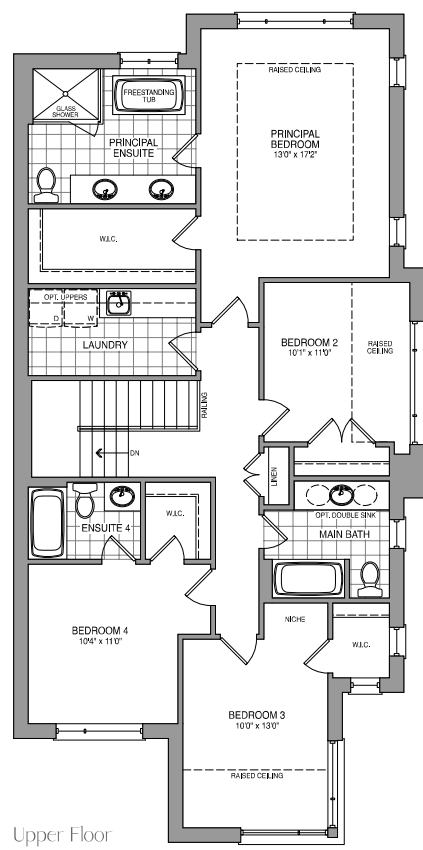 RAISED CEILING
FREESTANDING
TUB
GLASS
SHOWER
PRINCIPAL
ENSUITE
PRINCIPAL
BEDROOM
13'0" x 17'2"
W.I.C.
OPT. UPPERS
D
W
LAUNDRY
BEDROOM 2
10'1" x 11'0"
RAISED
CEILING
RAILING
DN
LINEN
ENSUITE 4
W.I.C.
OPT. DOUBLE SINK
MAIN BATH
BEDROOM 4
10'4" x 11'0"
NICHE
W.I.C.
BEDROOM 3
10'0" x 13'0"
RAISED CEILING
Upper Floor